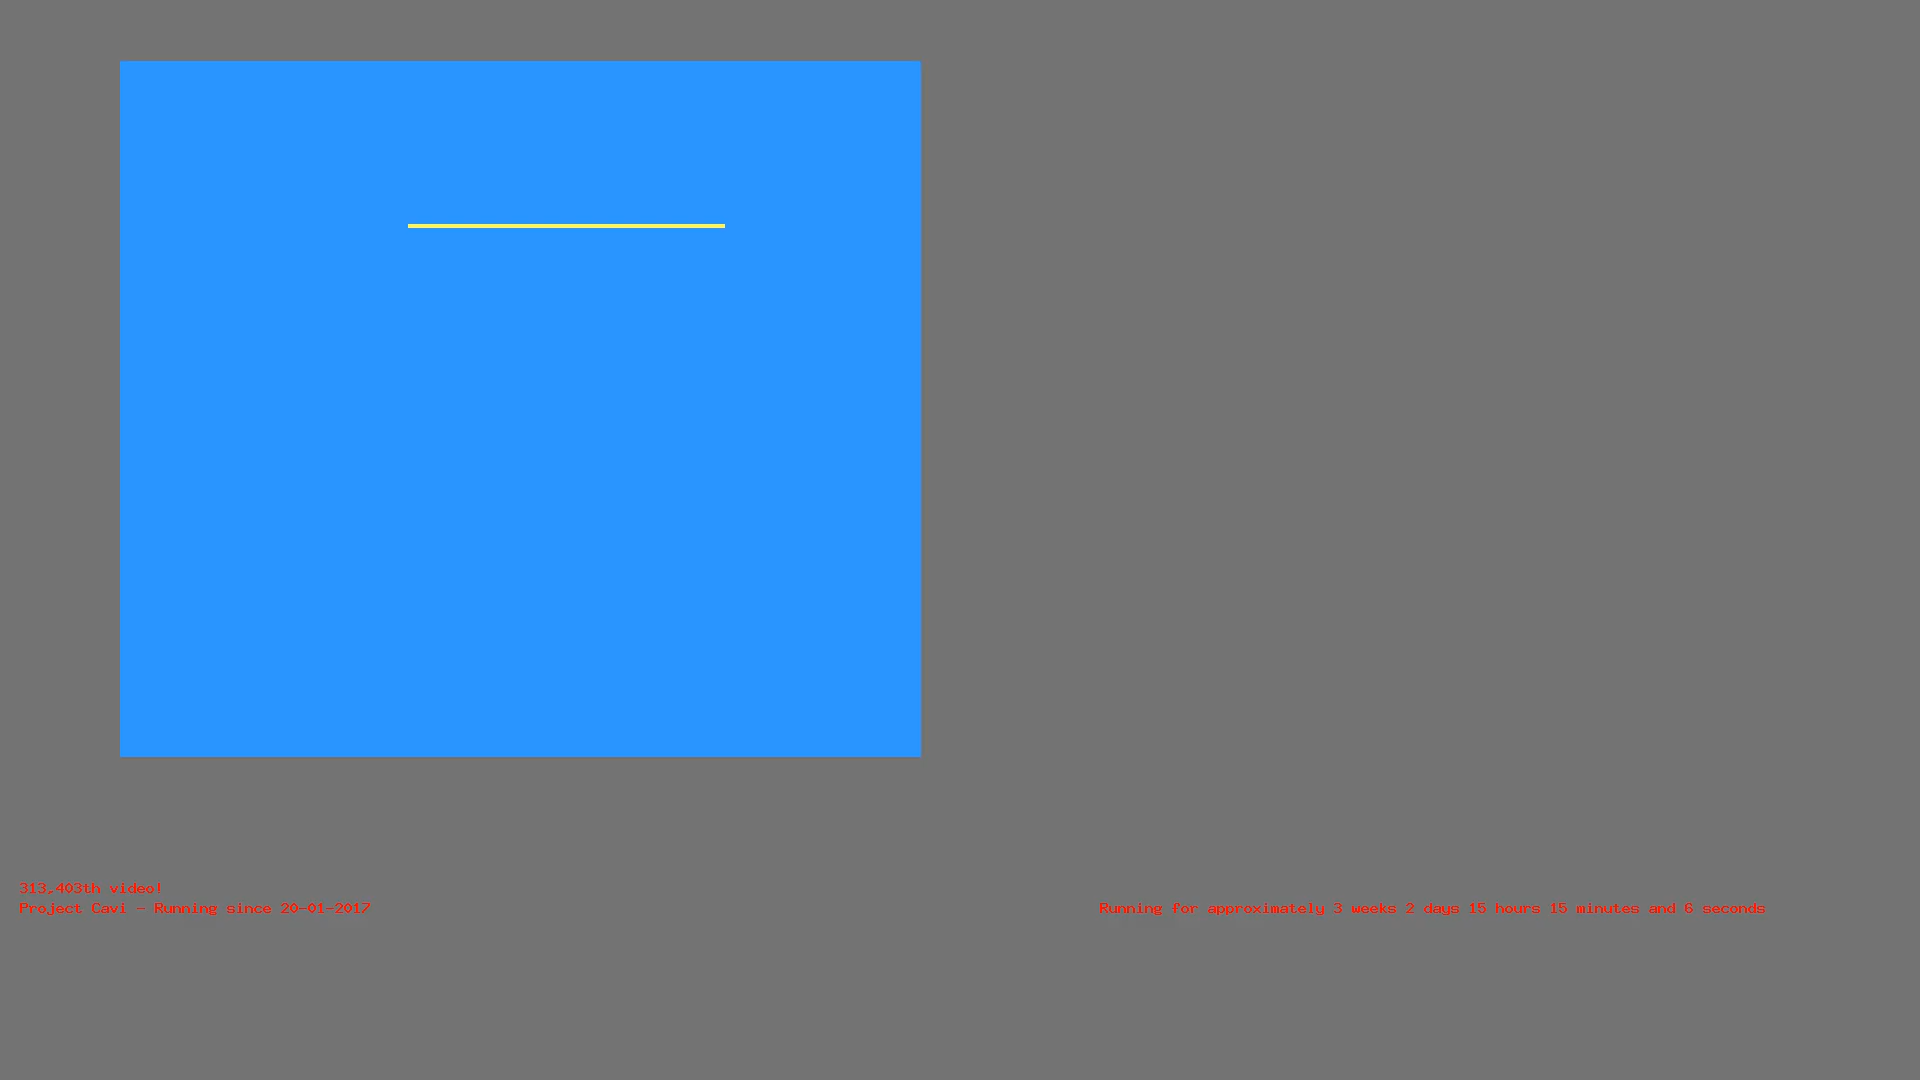 313,403th video!
Project Cavi - Running since 20-01-2017
Running for approximately 3 weeks 2 days 15 hours 15 minutes and 6 seconds